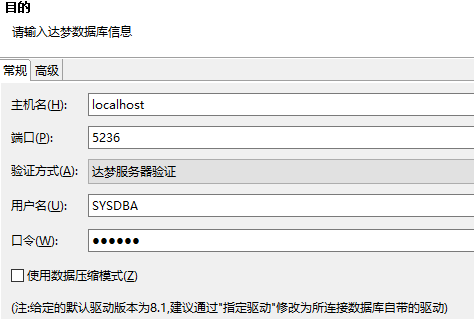 目的
请输入达梦数据库信息
常规 高级
主机名(H): localhost
端口(P): 5236
验证方式(A): 达梦服务器验证
用户名(U): SYSDBA
口令(W): ●●●●●●
使用数据压缩模式(Z)
(注:给定的默认驱动版本为8.1,建议通过"指定驱动"修改为所连接数据库自带的驱动)